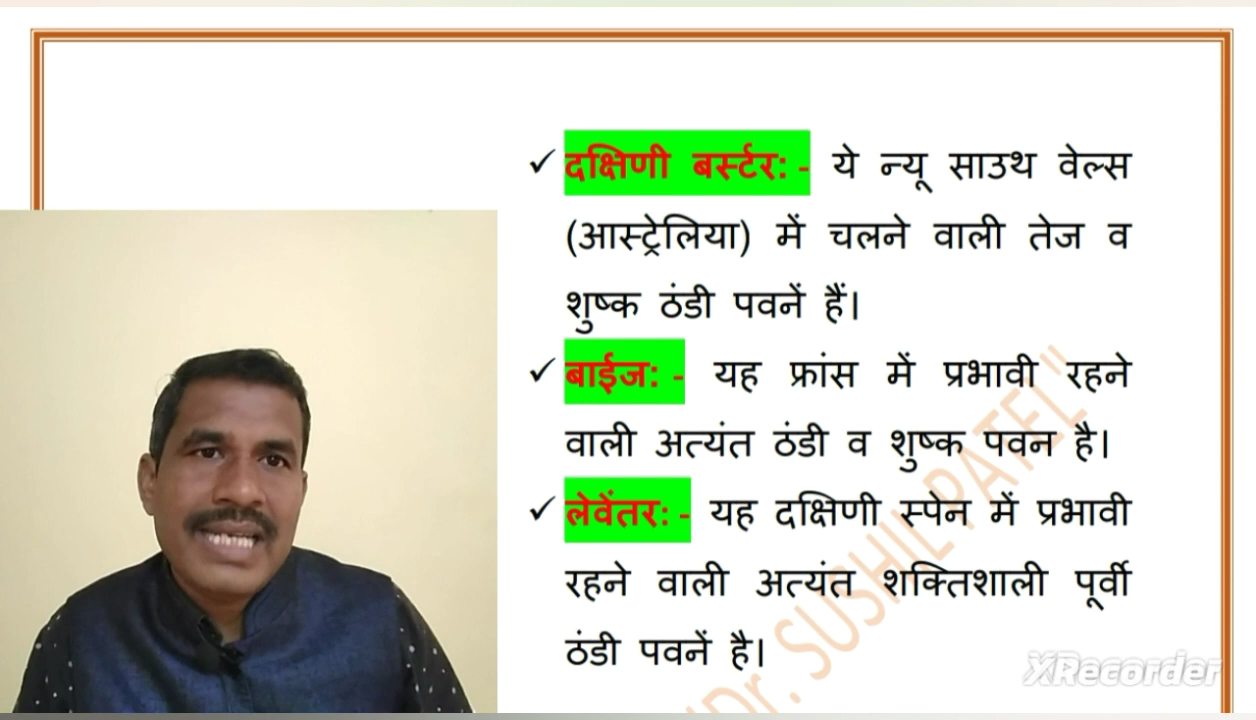 ✓ दक्षिणी बर्स्टर: - ये न्यू साउथ वेल्स
(आस्ट्रेलिया) में चलने वाली तेज व
शुष्क ठंडी पवनें हैं।
✓ बाईज: - यह फ्रांस में प्रभावी रहने
वाली अत्यंत ठंडी व शुष्क पवन है।
✓ लेवेंतर: - यह दक्षिणी स्पेन में प्रभावी
रहने वाली अत्यंत शक्तिशाली पूर्वी
ठंडी पवनें है।
Dr. SUSHIL PATEL"
XRecorder